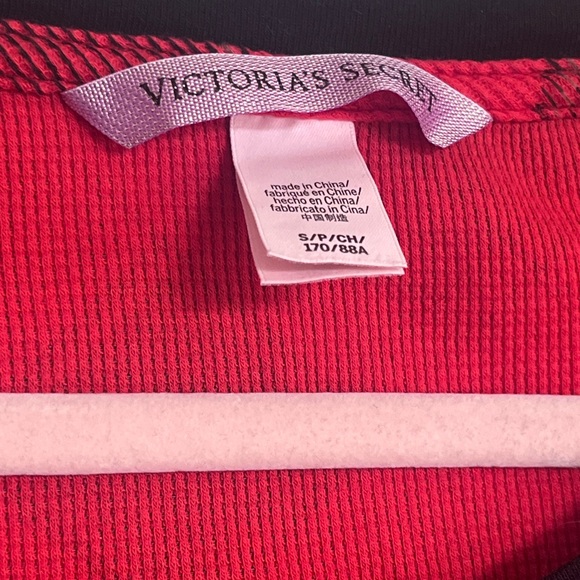 VICTORIA'S SECRET
made in China/
fabriqué en Chine/
hecho en China/
fabbricato in Cina/
中国制造
S/P/CH/
170/88A